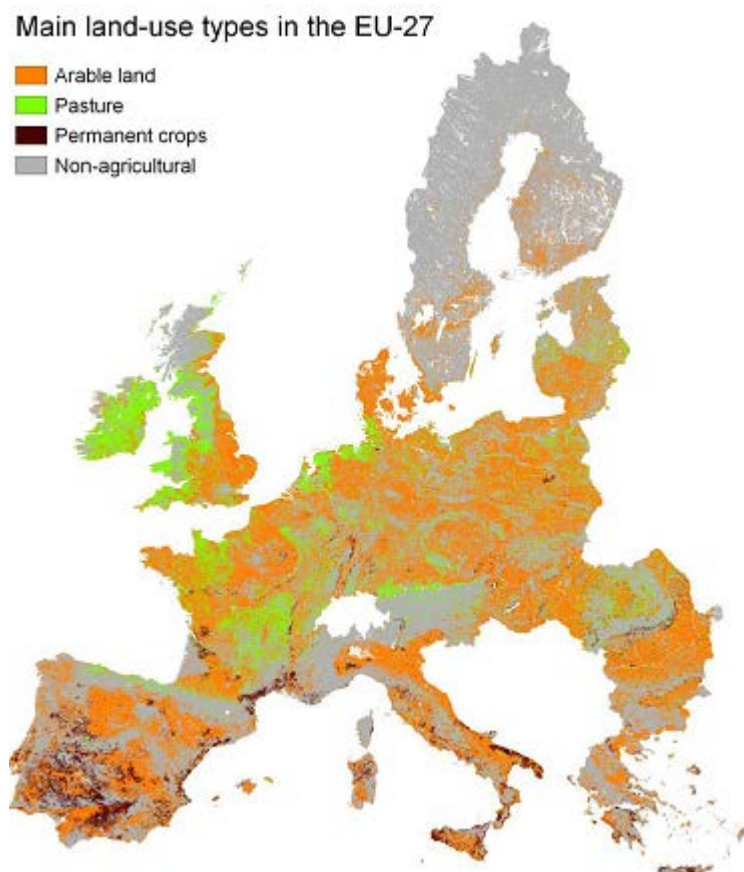 Main land-use types in the EU-27
Arable land
Pasture
Permanent crops
Non-agricultural